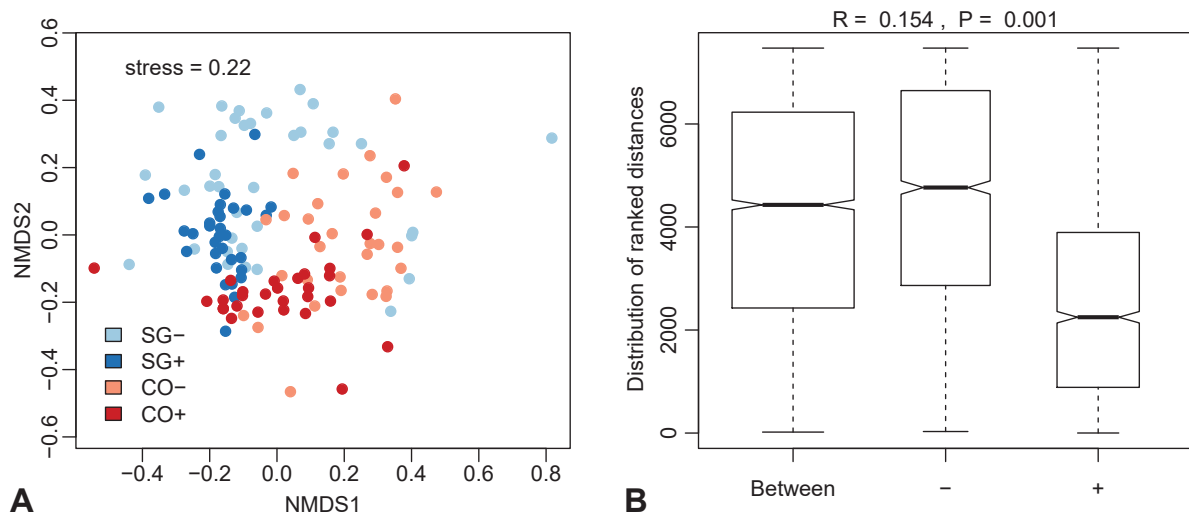 stress = 0.22
NMDS2
0.6
0.4
0.2
0.0
−0.2
−0.4
−0.6
SG−
SG+
CO−
CO+
−0.4 −0.2 0.0 0.2 0.4 0.6 0.8
NMDS1
A
R = 0.154 , P = 0.001
Distribution of ranked distances
6000
4000
2000
0
Between − +
B